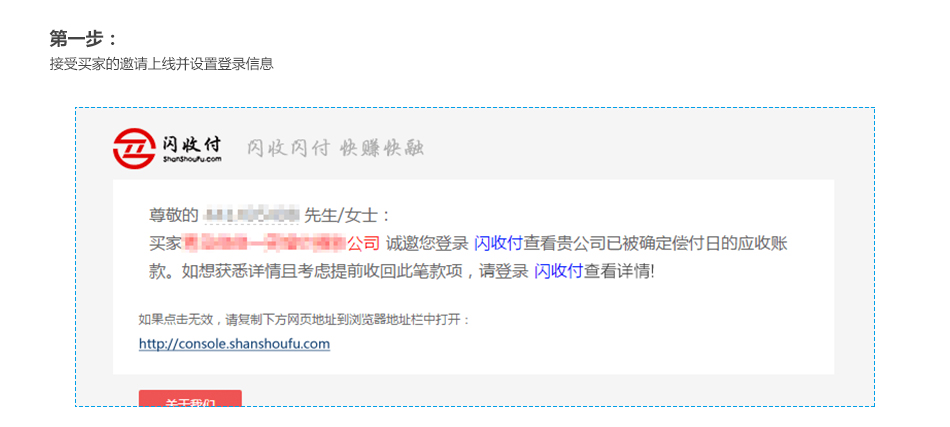 第一步：
接受买家的邀请上线并设置登录信息
闪收付
ShanShouFu.com
闪收闪付 快赚快融
尊敬的 先生/女士：
买家 公司 诚邀您登录 闪收付查看贵公司已被确定偿付日的应收账
款。如想获悉详情且考虑提前收回此笔款项，请登录 闪收付查看详情!
如果点击无效，请复制下方网页地址到浏览器地址栏中打开：
http://console.shanshoufu.com
关于我们